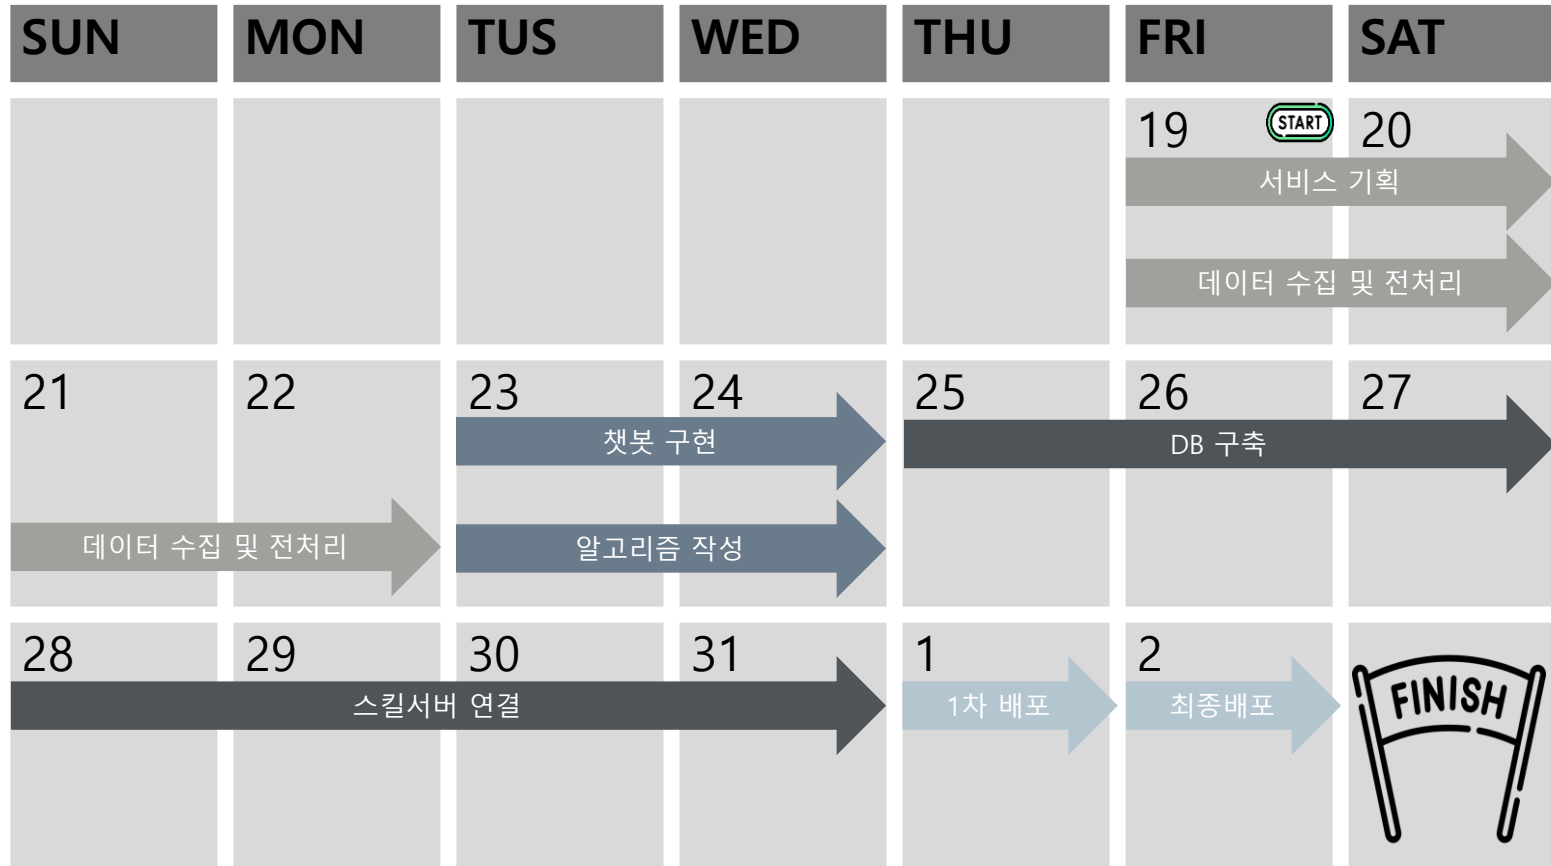 SUN MON TUS WED THU FRI SAT
19 START 20
서비스 기획
데이터 수집 및 전처리
21 22 23 24 25 26 27
챗봇 구현 DB 구축
데이터 수집 및 전처리 알고리즘 작성
28 29 30 31 1 2
스킬서버 연결 1차 배포 최종배포
FINISH